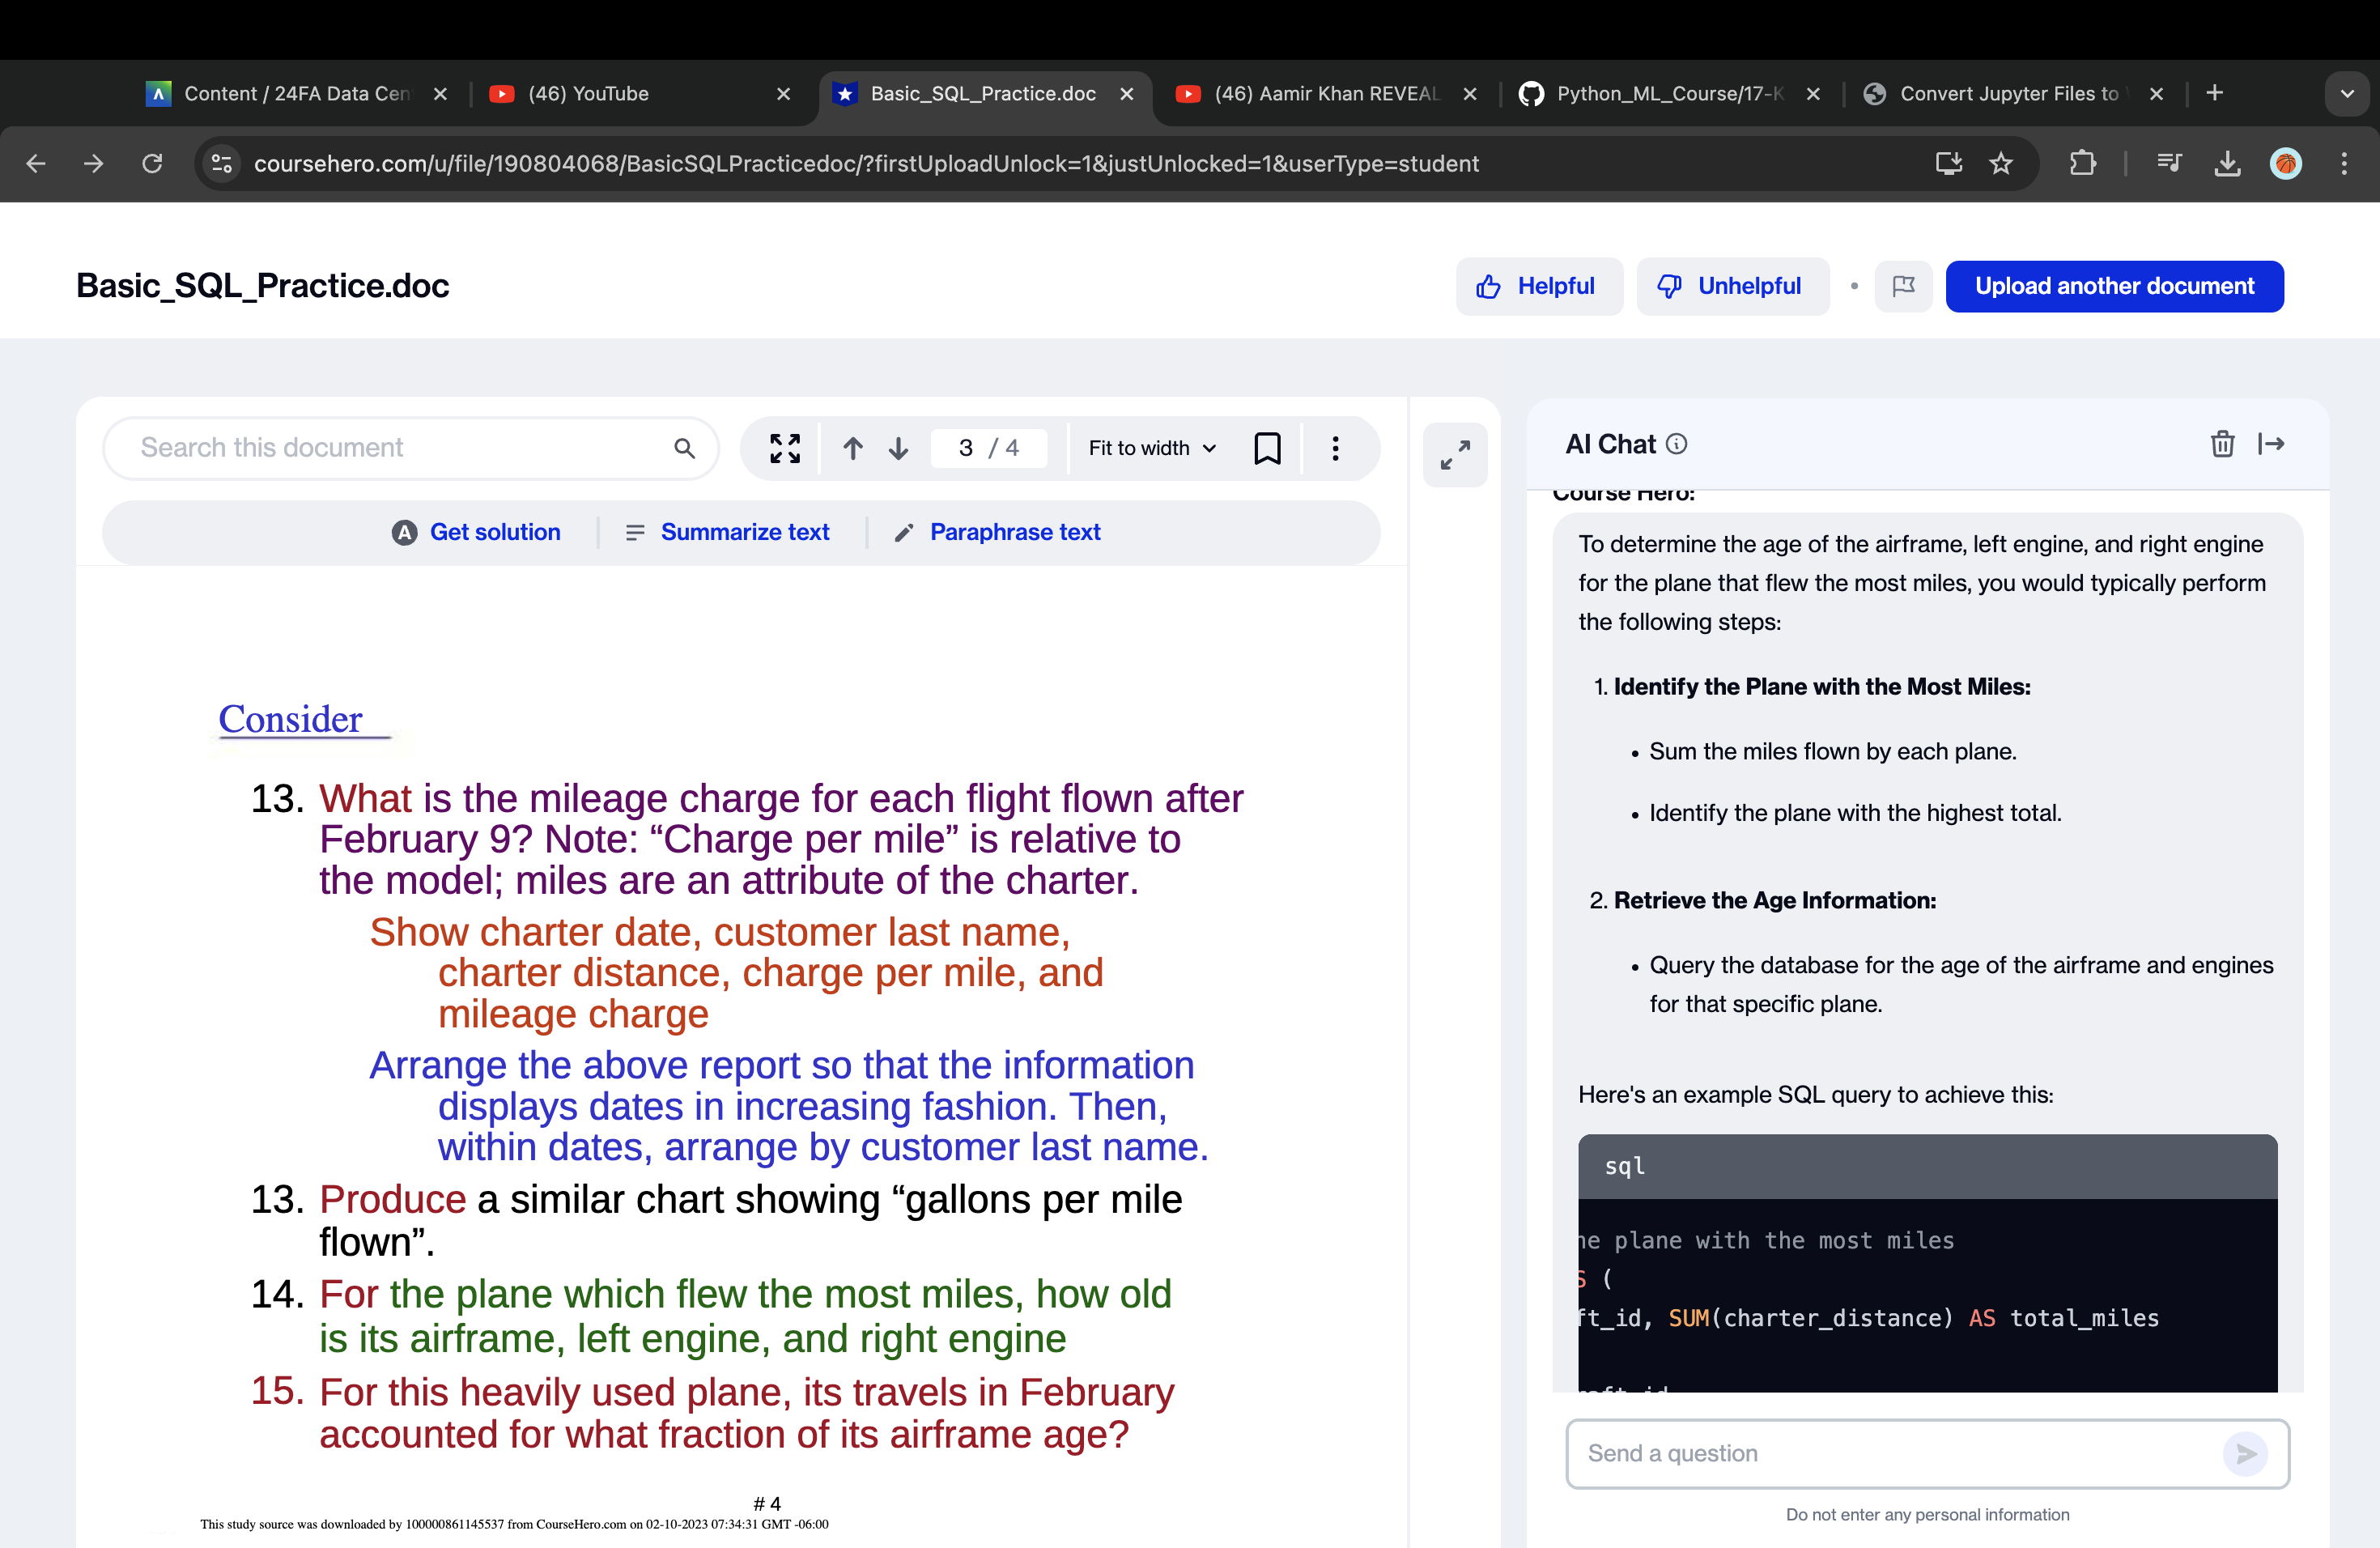 Content / 24FA Data Cen
(46) YouTube
Basic_SQL_Practice.doc
(46) Aamir Khan REVEAL
Python_ML_Course/17-K
Convert Jupyter Files to
coursehero.com/u/file/190804068/BasicSQLPracticedoc/?firstUploadUnlock=1&justUnlocked=1&userType=student
Basic_SQL_Practice.doc
Helpful
Unhelpful
Upload another document
Search this document
3 / 4
Fit to width
Get solution
Summarize text
Paraphrase text
Consider
13. What is the mileage charge for each flight flown after
February 9? Note: “Charge per mile” is relative to
the model; miles are an attribute of the charter.
Show charter date, customer last name,
charter distance, charge per mile, and
mileage charge
Arrange the above report so that the information
displays dates in increasing fashion. Then,
within dates, arrange by customer last name.
13. Produce a similar chart showing “gallons per mile
flown”.
14. For the plane which flew the most miles, how old
is its airframe, left engine, and right engine
15. For this heavily used plane, its travels in February
accounted for what fraction of its airframe age?
# 4
This study source was downloaded by 100000861145537 from CourseHero.com on 02-10-2023 07:34:31 GMT -06:00
AI Chat
Course Hero:
To determine the age of the airframe, left engine, and right engine
for the plane that flew the most miles, you would typically perform
the following steps:
1. Identify the Plane with the Most Miles:
• Sum the miles flown by each plane.
• Identify the plane with the highest total.
2. Retrieve the Age Information:
• Query the database for the age of the airframe and engines
for that specific plane.
Here's an example SQL query to achieve this:
sql
he plane with the most miles
S (
ft_id, SUM(charter_distance) AS total_miles
Send a question
Do not enter any personal information